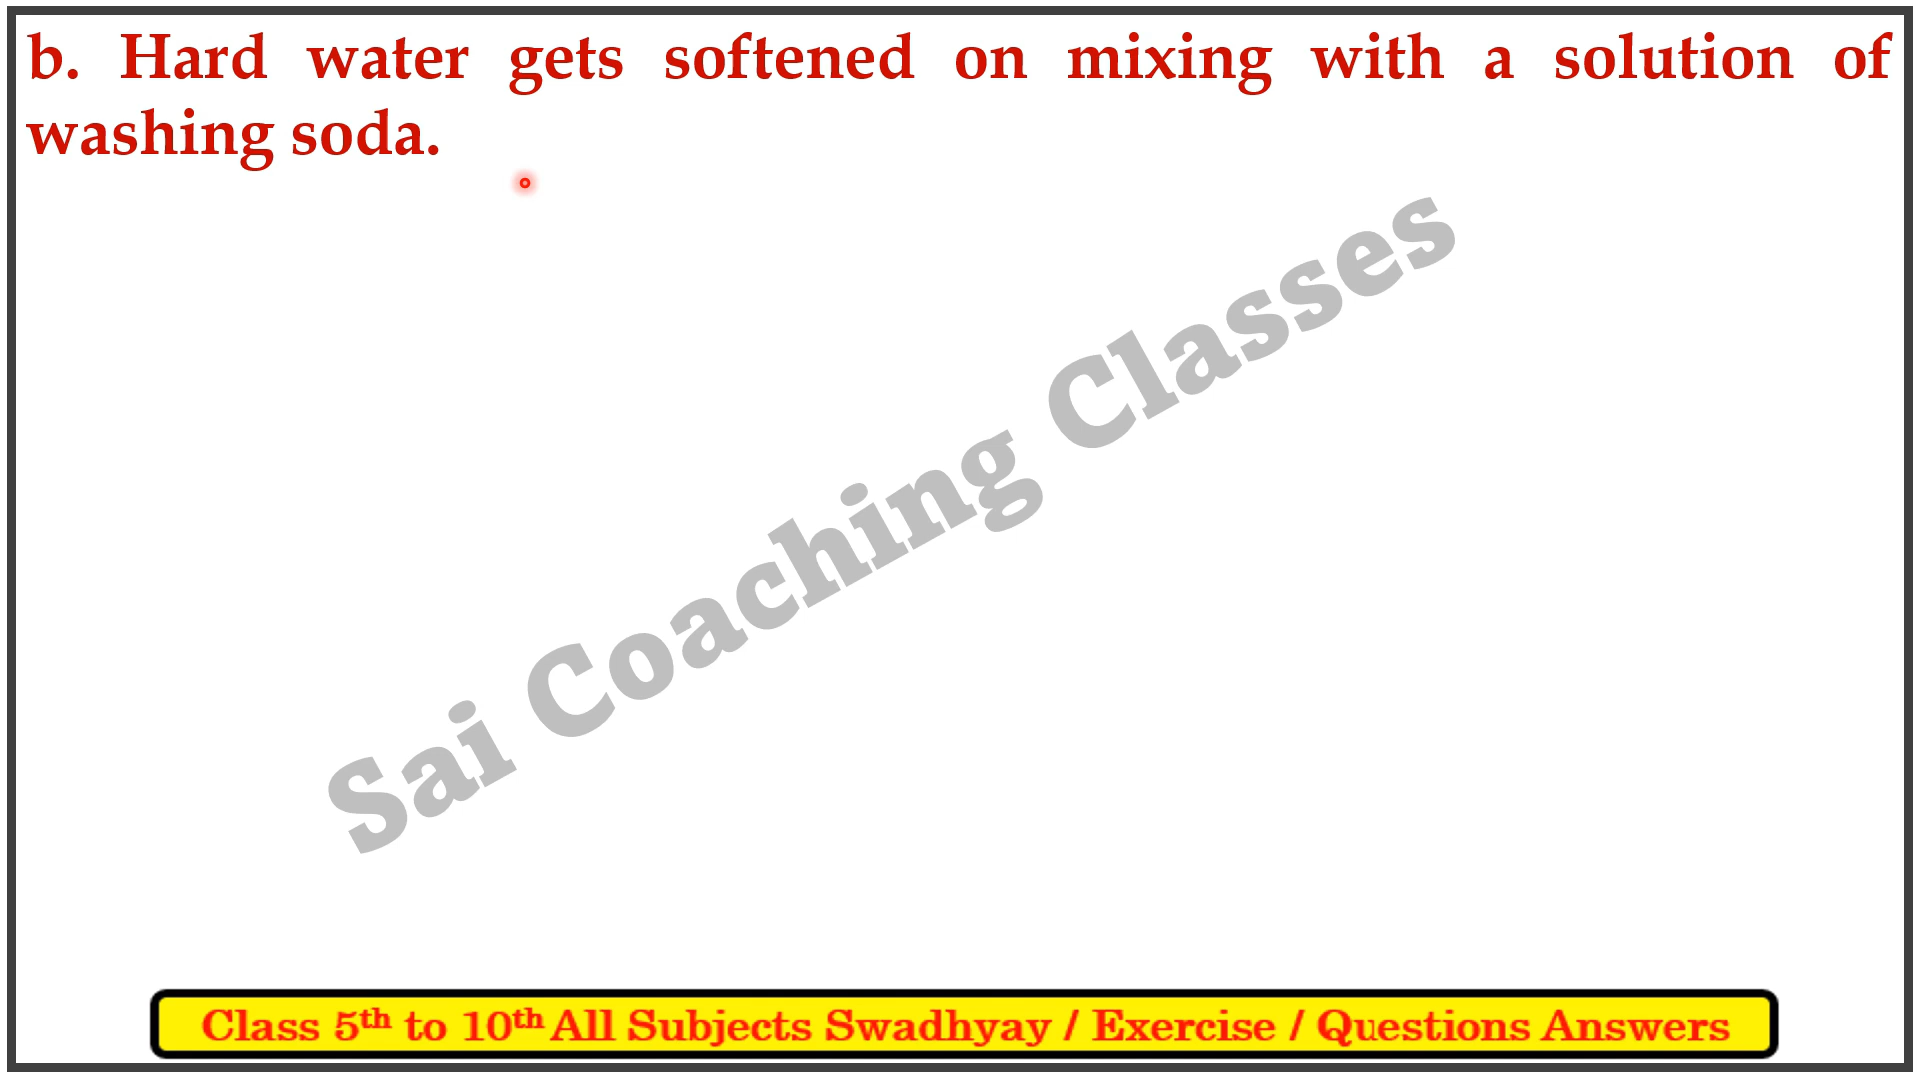 b. Hard water gets softened on mixing with a solution of
washing soda.
Sai Coaching Classes
Class 5th to 10th All Subjects Swadhyay / Exercise / Questions Answers